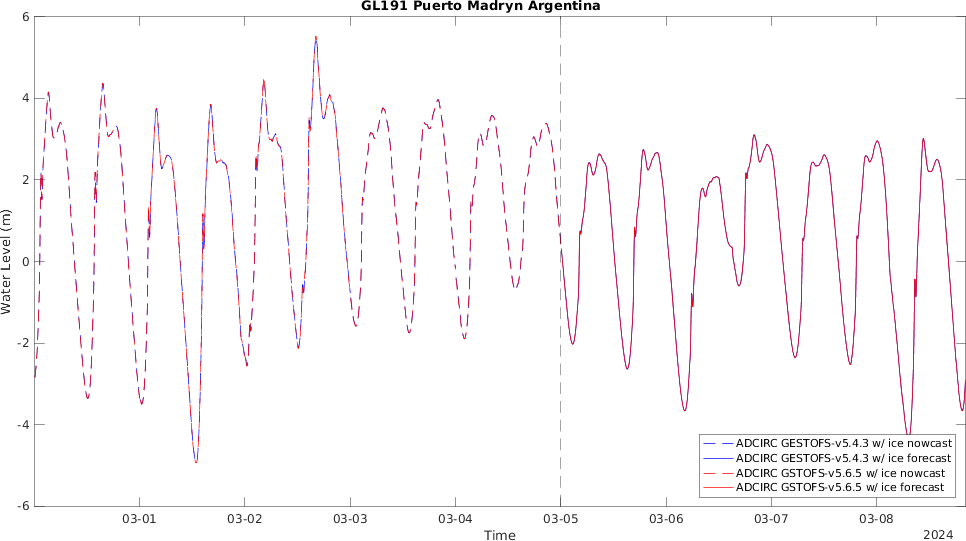 GL191 Puerto Madryn Argentina
6
4
2
0
-2
-4
-6
Water Level (m)
ADCIRC GESTOFS-v5.4.3 w/ ice nowcast
ADCIRC GESTOFS-v5.4.3 w/ ice forecast
ADCIRC GSTOFS-v5.6.5 w/ ice nowcast
ADCIRC GSTOFS-v5.6.5 w/ ice forecast
03-01 03-02 03-03 03-04 03-05 03-06 03-07 03-08
Time
2024